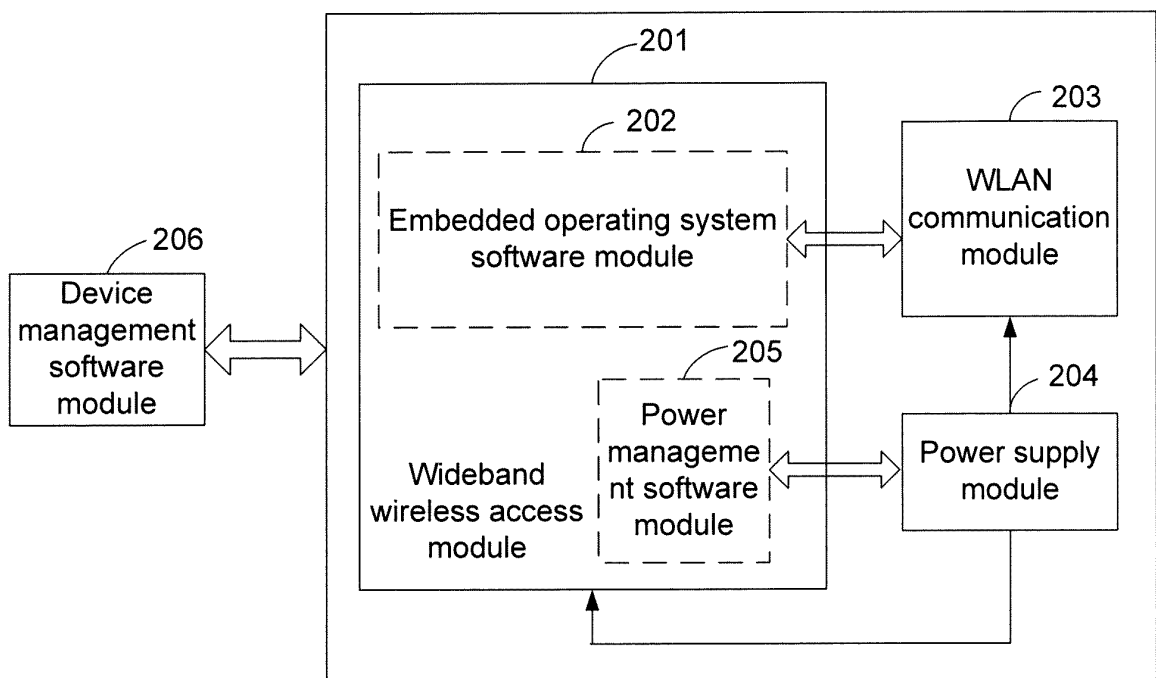 201
202
203
Embedded operating system
software module
WLAN
communication
module
206
Device
management
software
module
205
Power
manageme
nt software
module
204
Power supply
module
Wideband
wireless access
module